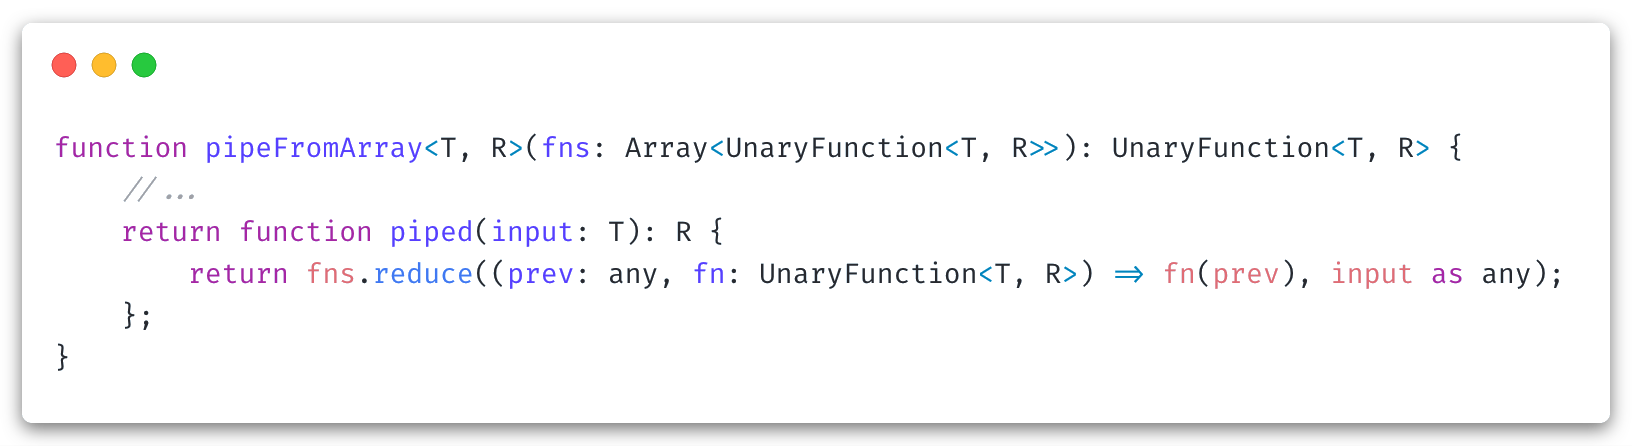 function pipeFromArray<T, R>(fns: Array<UnaryFunction<T, R>>): UnaryFunction<T, R> {
    //...
    return function piped(input: T): R {
        return fns.reduce((prev: any, fn: UnaryFunction<T, R>) => fn(prev), input as any);
    };
}